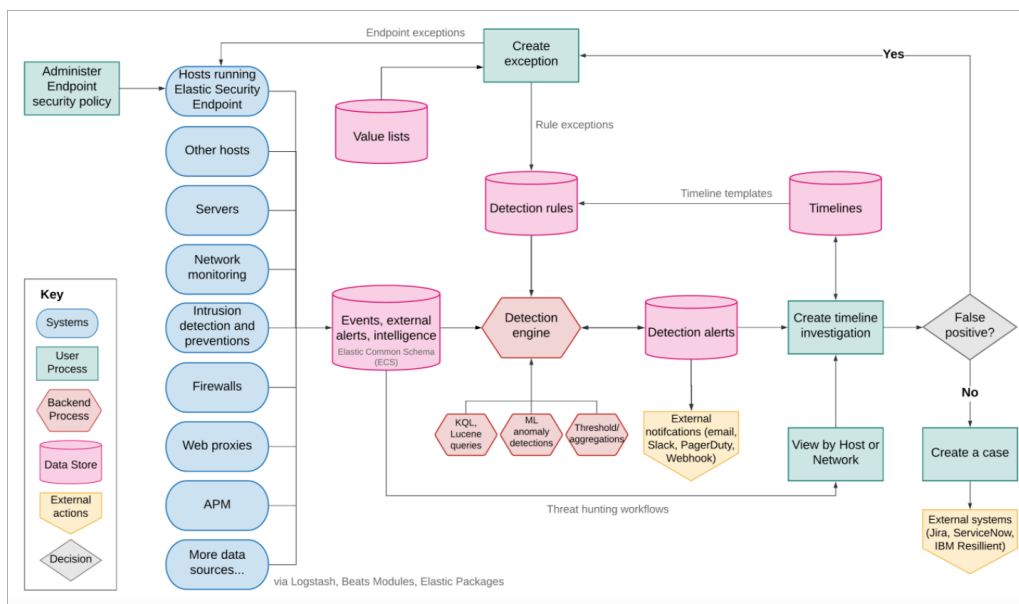 Endpoint exceptions
Create
exception
Yes
Administer
Endpoint
security policy
Hosts running
Elastic Security
Endpoint
Value lists
Rule exceptions
Other hosts
Servers
Detection rules
Timeline templates
Timelines
Network
monitoring
Key
Systems
User
Process
Backend
Process
Data Store
External
actions
Decision
Intrusion
detection and
preventions
Events, external
alerts, intelligence
Elastic Common Schema
(ECS)
Detection
engine
Detection alerts
Create timeline
investigation
False
positive?
No
Firewalls
KQL,
Lucene
queries
ML
anomaly
detections
Threshold/
aggregations
External
notifcations (email,
Slack, PagerDuty,
Webhook)
View by Host or
Network
Create a case
Web proxies
APM
Threat hunting workflows
External systems
(Jira, ServiceNow,
IBM Resillient)
More data
sources...
via Logstash, Beats Modules, Elastic Packages